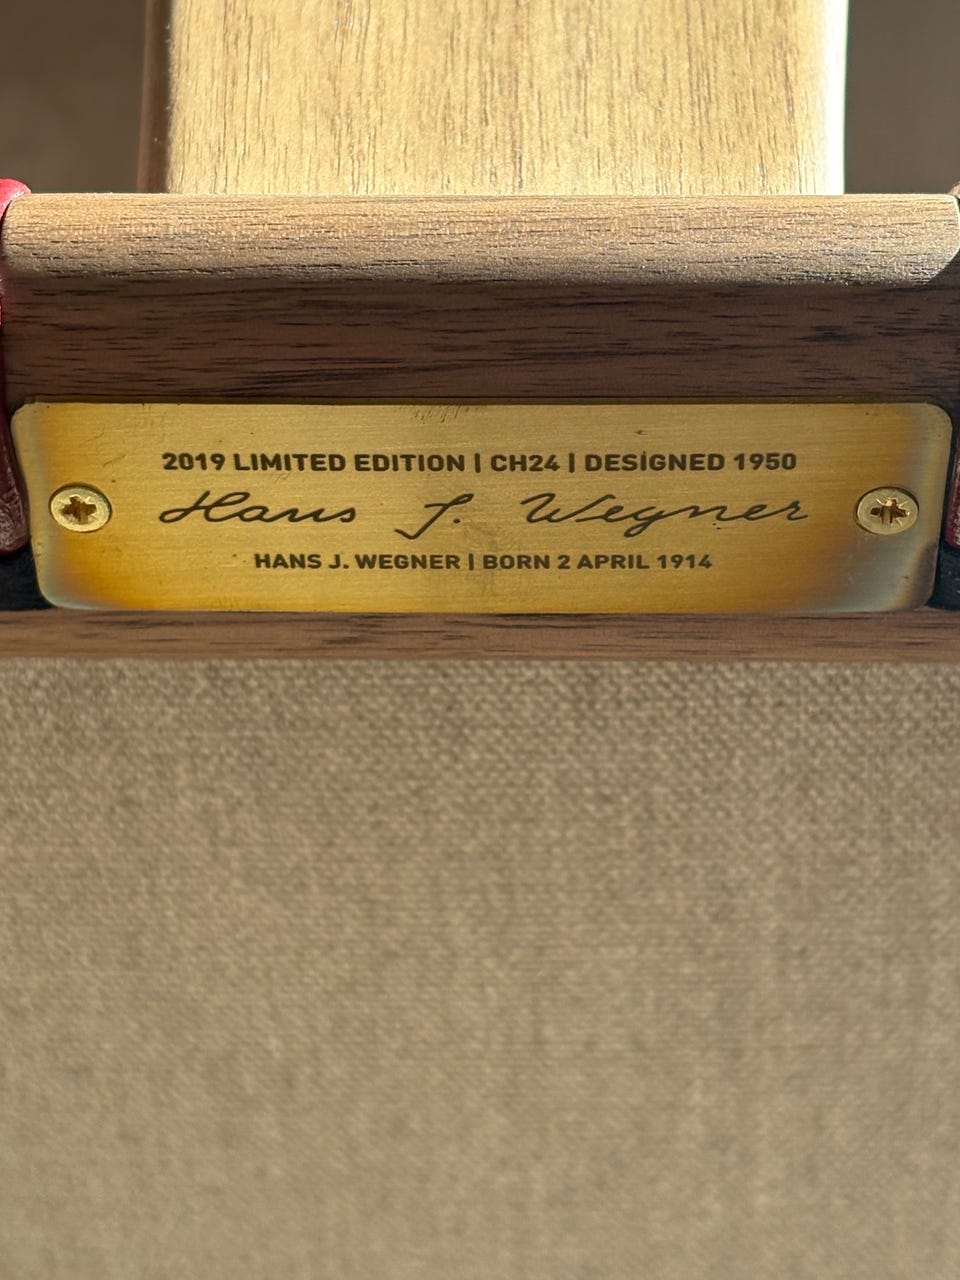 2019 LIMITED EDITION | CH24 | DESIGNED 1950
Hans J. Wegner
HANS J. WEGNER | BORN 2 APRIL 1914